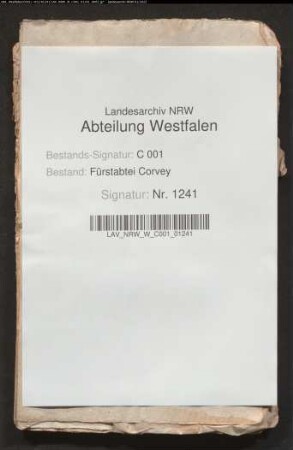 Landesarchiv NRW
Abteilung Westfalen
Bestands-Signatur: C 001
Bestand: Fürstabtei Corvey
Signatur: Nr. 1241
LAV_NRW_W_C001_01241